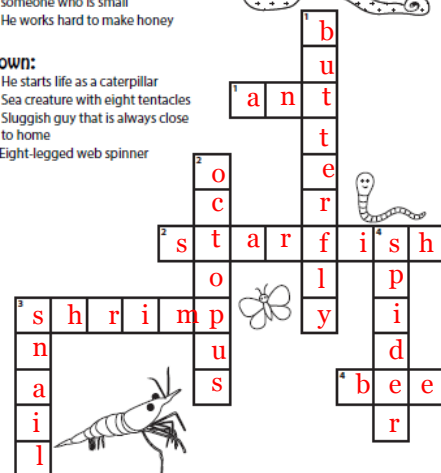 someone who is small
He works hard to make honey
own:
He starts life as a caterpillar
Sea creature with eight tentacles
Sluggish guy that is always close
to home
Eight-legged web spinner
1
b
u
1 a n t
t
2
o e
c r
2 s t a r f i 4 s h
o l p
3 s h r i m p y i
n u d
a s 4 b e e
i r
l